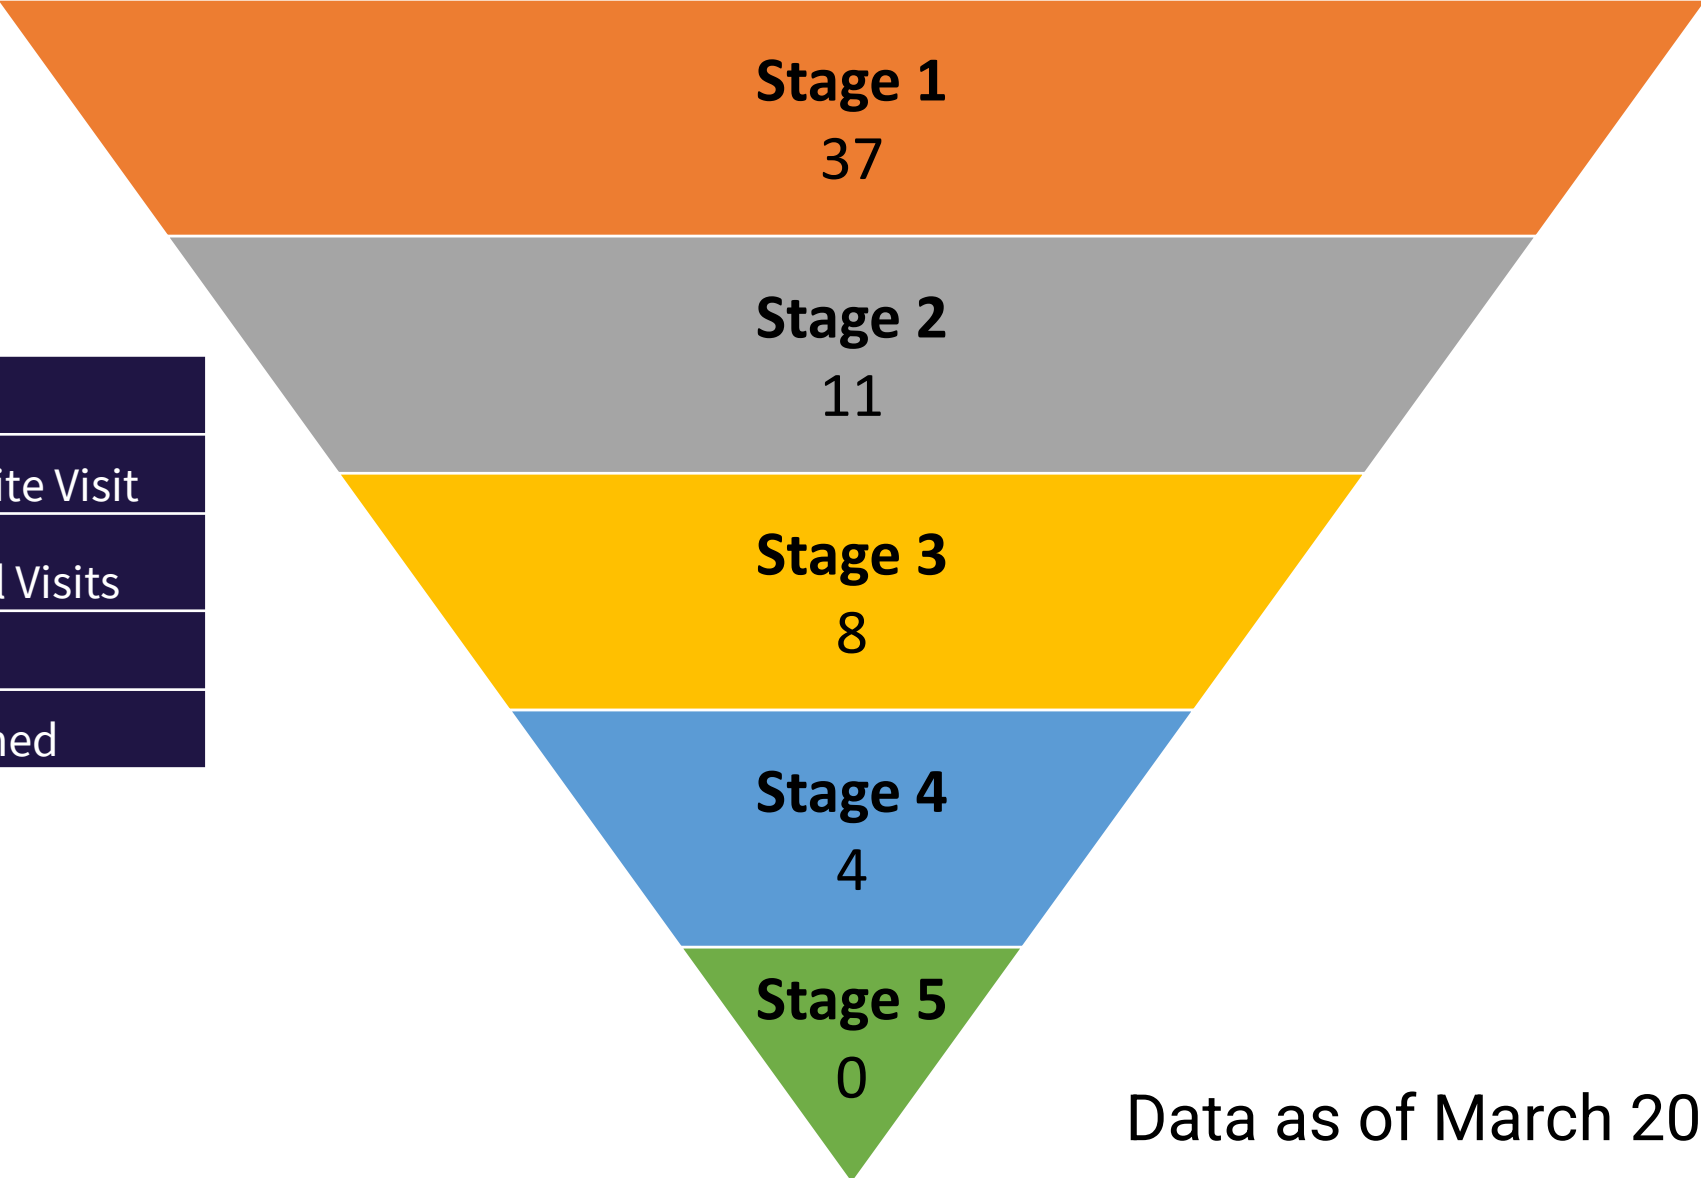 Stage 1
37
Stage 2
11
ite Visit
Stage 3
8
l Visits
ned
Stage 4
4
Stage 5
0
Data as of March 20